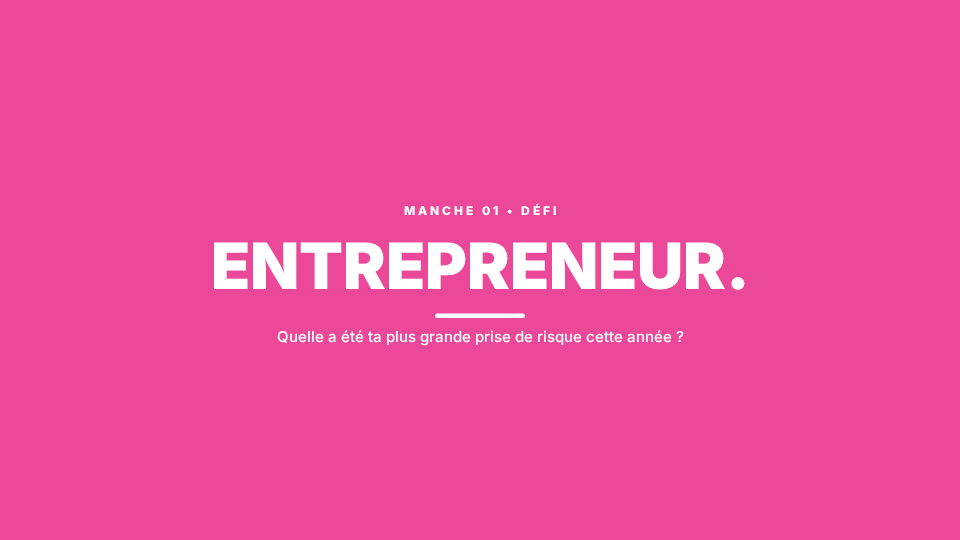 MANCHE 01 • DÉFI
ENTREPRENEUR.
Quelle a été ta plus grande prise de risque cette année ?